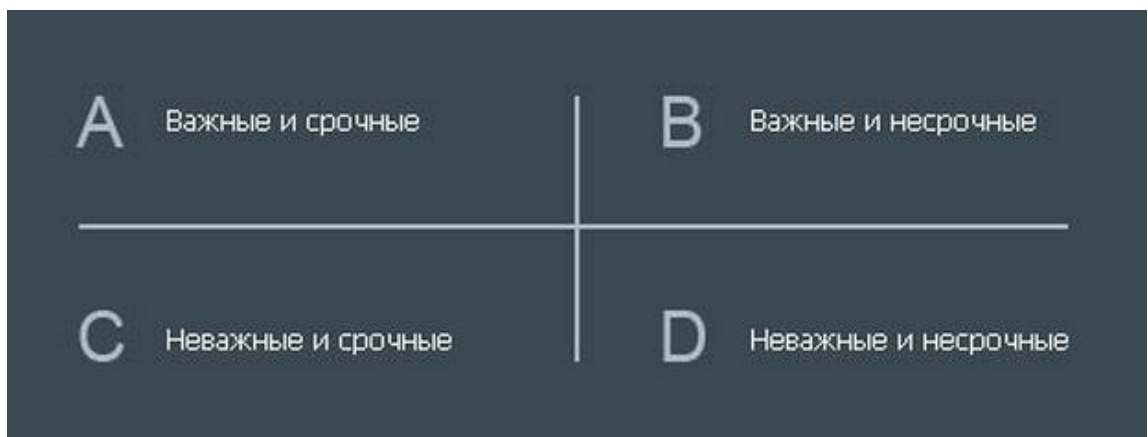 A Важные и срочные
B Важные и несрочные
C Неважные и срочные
D Неважные и несрочные